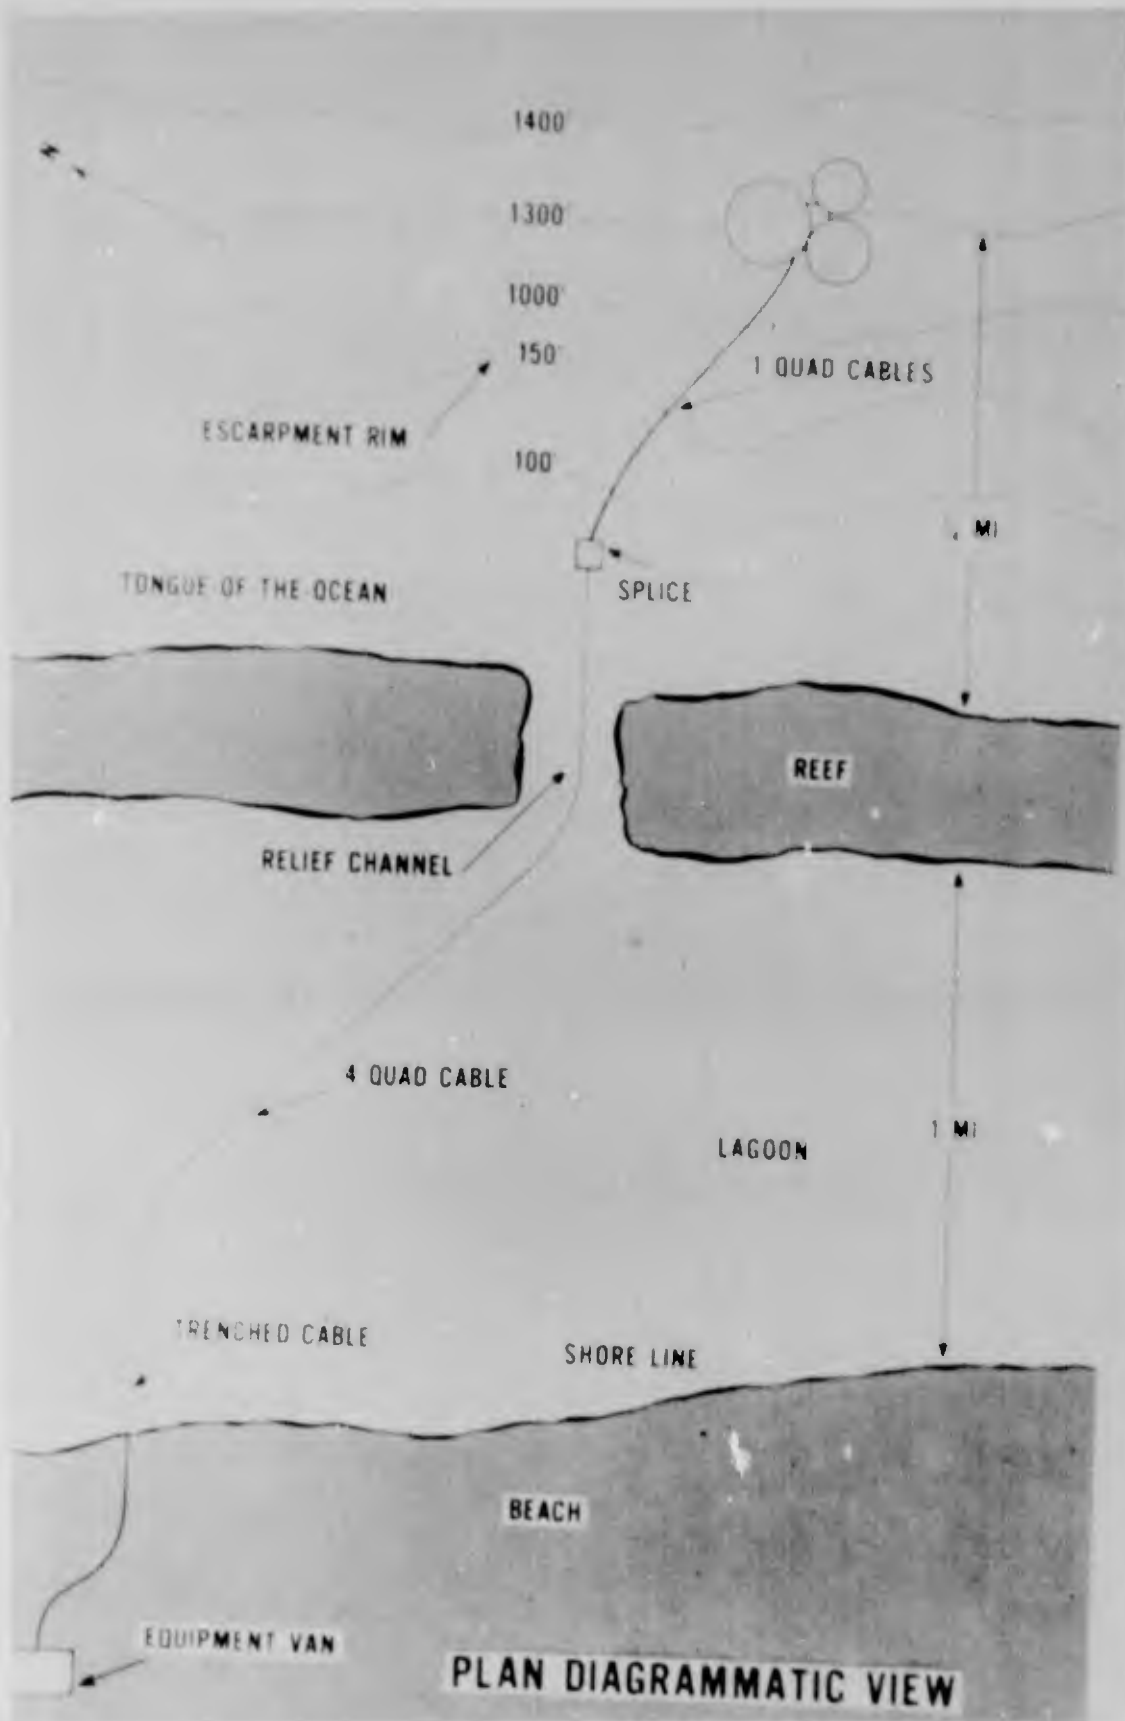 1400'
1300'
1000'
150'
1 QUAD CABLES
ESCARPMENT RIM
100'
MI
TONGUE OF THE OCEAN
SPLICE
REEF
RELIEF CHANNEL
4 QUAD CABLE
1 MI
LAGOON
TRENCHED CABLE
SHORE LINE
BEACH
EQUIPMENT VAN
PLAN DIAGRAMMATIC VIEW